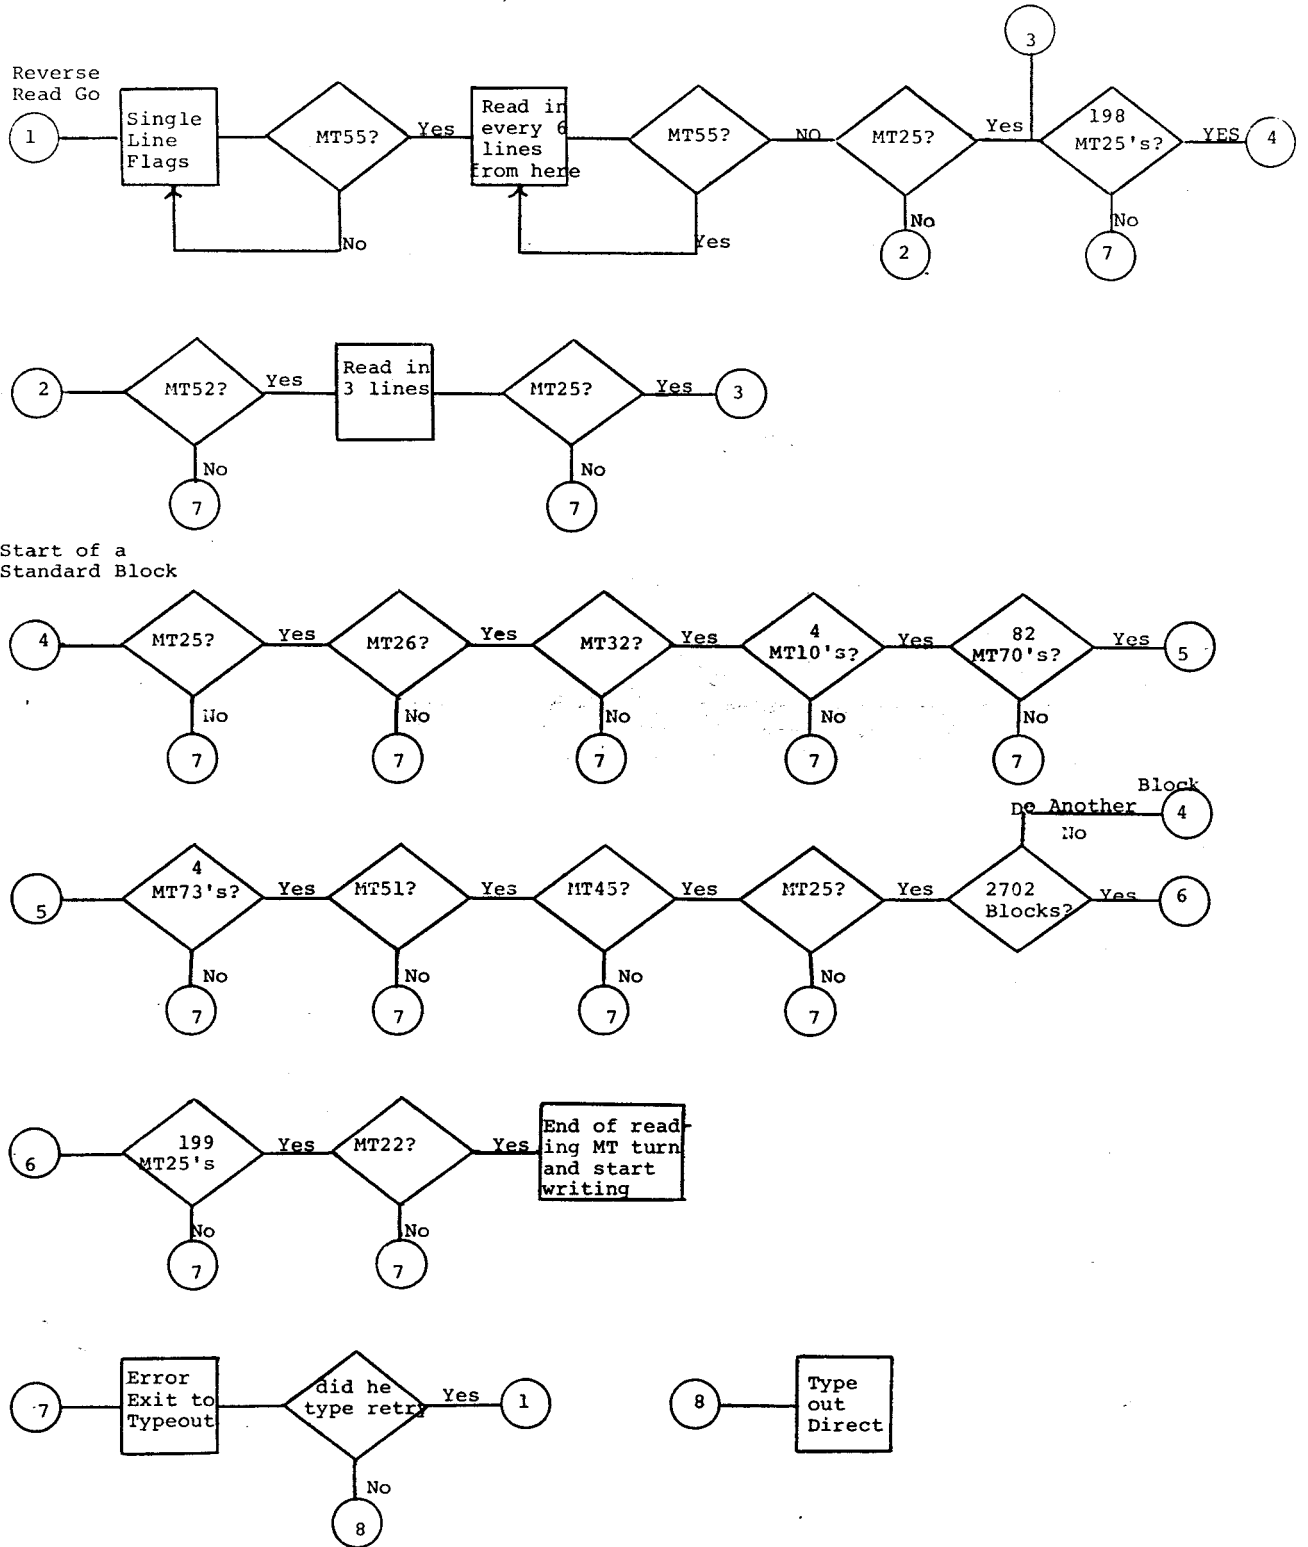 3
Reverse
Read Go
1
Single
Line
Flags
MT55?
Yes
No
Read in
every 6
lines
from here
MT55?
NO
Yes
MT25?
Yes
No
2
198
MT25's?
YES
4
No
7
2
MT52?
Yes
No
7
Read in
3 lines
MT25?
Yes
3
No
7
Start of a
Standard Block
4
MT25?
Yes
No
7
MT26?
Yes
No
7
MT32?
Yes
No
7
4
MT10's?
Yes
No
7
82
MT70's?
Yes
5
No
7
5
4
MT73's?
Yes
No
7
MT51?
Yes
No
7
MT45?
Yes
No
7
MT25?
Yes
No
7
2702
Blocks?
Do Another
Block
No
4
Yes
6
6
199
MT25's
Yes
No
7
MT22?
Yes
No
7
End of read-
ing MT turn
and start
writing
7
Error
Exit to
Typeout
did he
type retry
Yes
1
No
8
8
Type
out
Direct